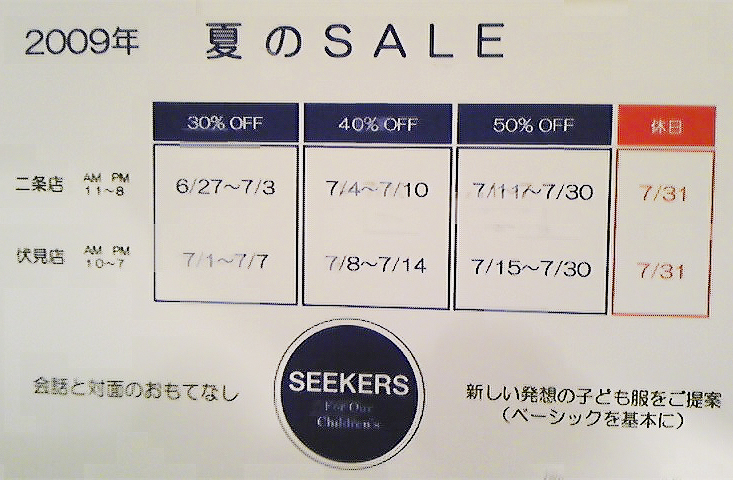 2009年 夏のSALE
30% OFF 40% OFF 50% OFF 休日
二条店 AM PM 6/27〜7/3 7/4〜7/10 7/11〜7/30 7/31
11〜8
伏見店 AM PM 7/1〜7/7 7/8〜7/14 7/15〜7/30 7/31
10〜7
SEEKERS
For Our
Children's
会話と対面のおもてなし
新しい発想の子ども服をご提案
（ベーシックを基本に）